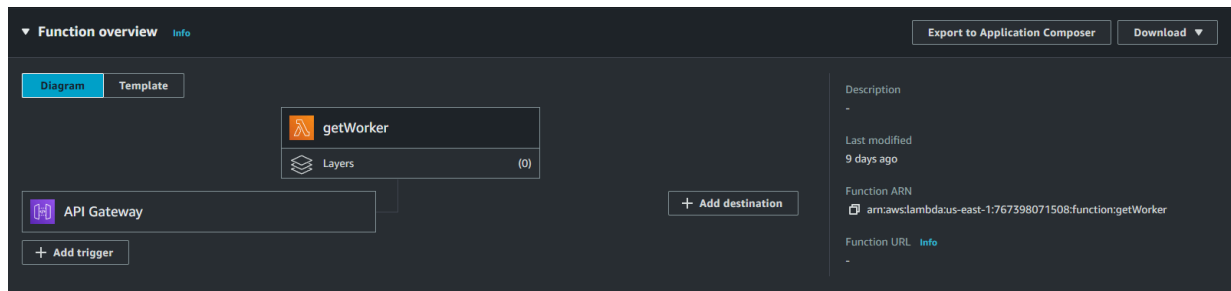 Function overview Info
Export to Application Composer
Download
Diagram
Template
getWorker
Layers (0)
API Gateway
+ Add trigger
+ Add destination
Description
-
Last modified
9 days ago
Function ARN
arn:aws:lambda:us-east-1:767398071508:function:getWorker
Function URL Info
-